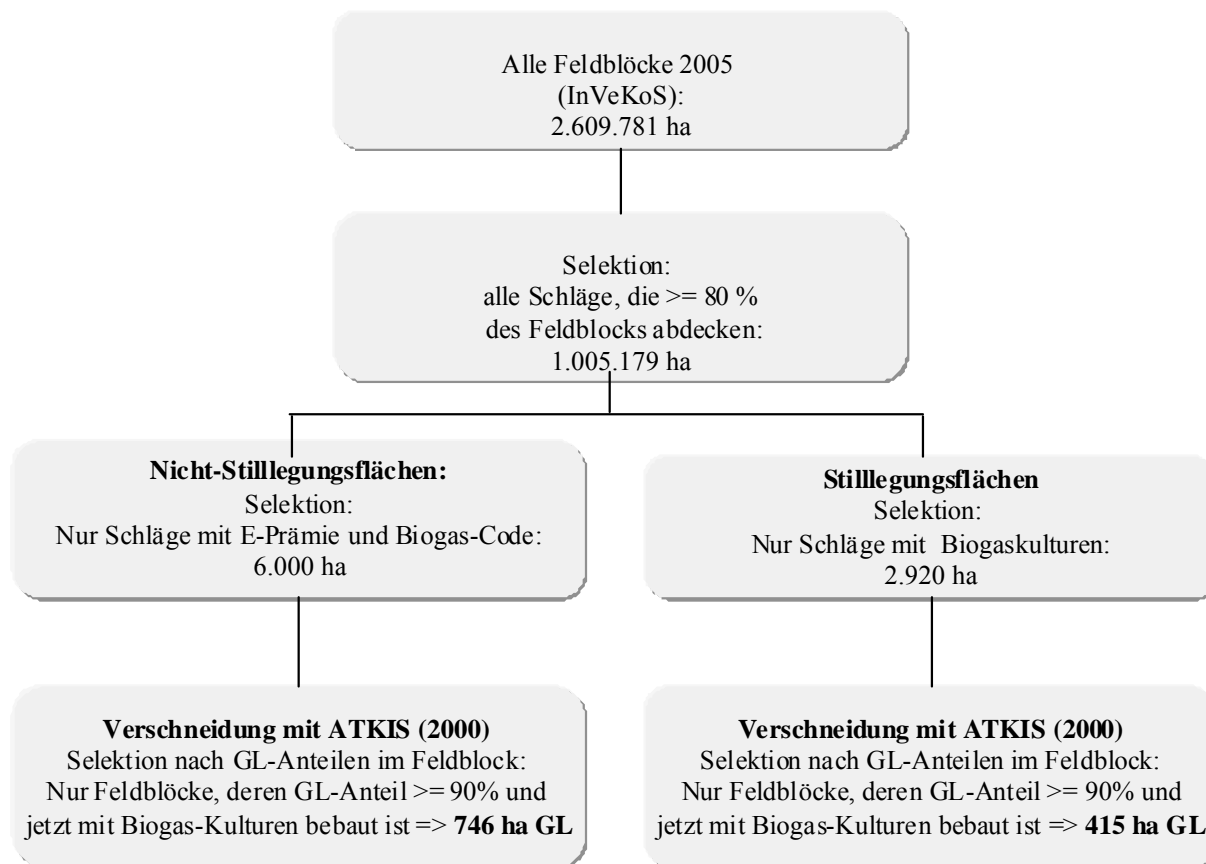 Alle Feldblöcke 2005
(InVeKoS):
2.609.781 ha
Selektion:
alle Schläge, die >= 80 %
des Feldblocks abdecken:
1.005.179 ha
Nicht-Stilllegungsflächen:
Selektion:
Nur Schläge mit E-Prämie und Biogas-Code:
6.000 ha
Stilllegungsflächen
Selektion:
Nur Schläge mit Biogaskulturen:
2.920 ha
Verschneidung mit ATKIS (2000)
Selektion nach GL-Anteilen im Feldblock:
Nur Feldblöcke, deren GL-Anteil >= 90% und
jetzt mit Biogas-Kulturen bebaut ist => 746 ha GL
Verschneidung mit ATKIS (2000)
Selektion nach GL-Anteilen im Feldblock:
Nur Feldblöcke, deren GL-Anteil >= 90% und
jetzt mit Biogas-Kulturen bebaut ist => 415 ha GL